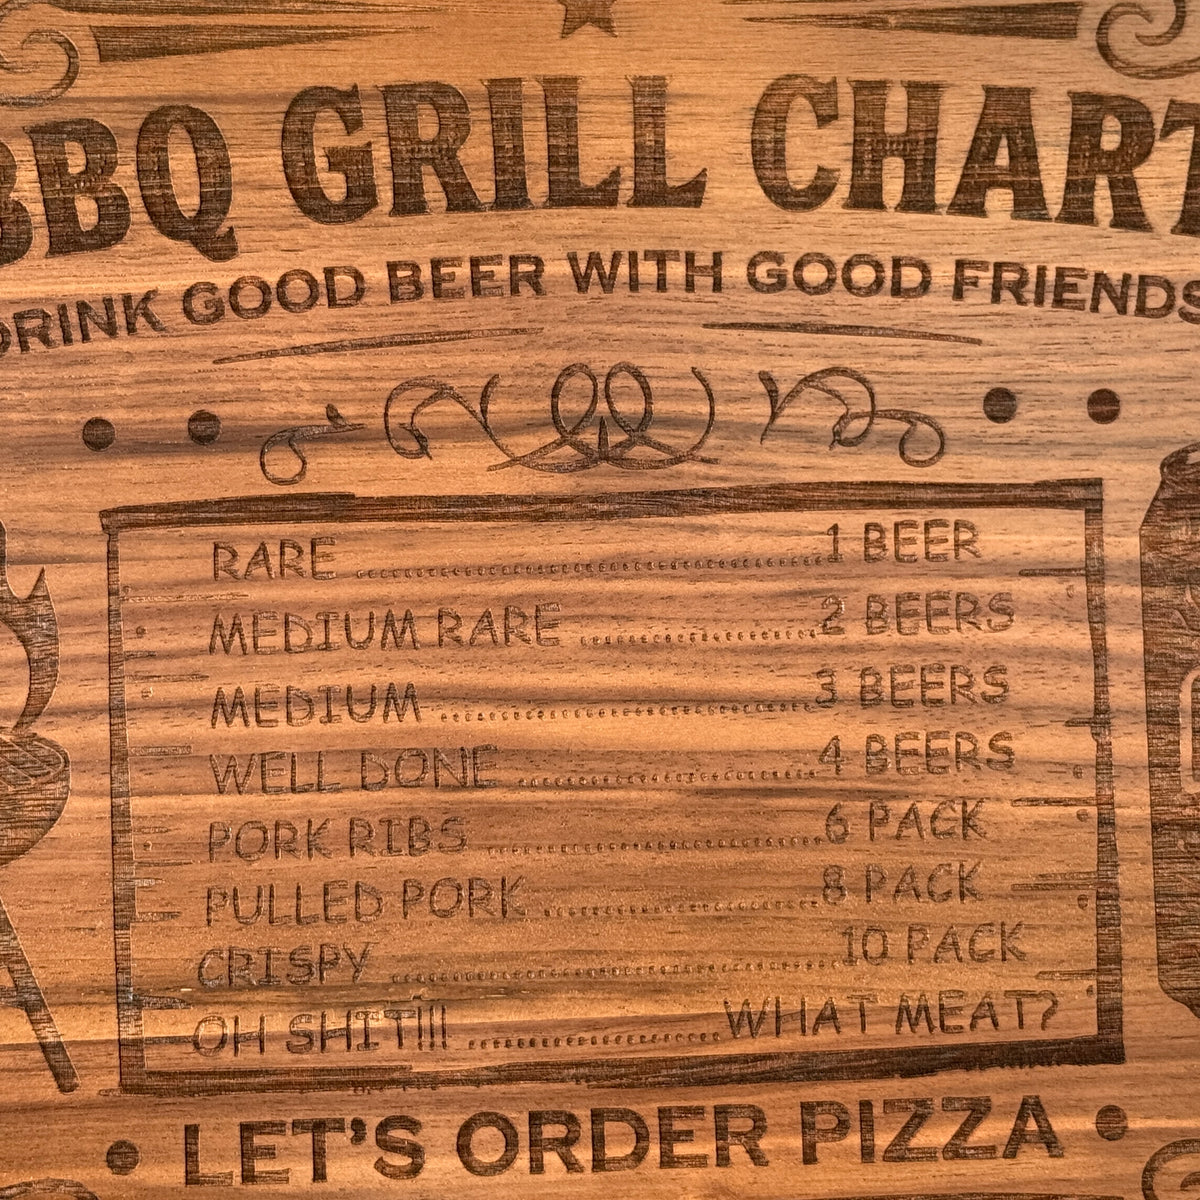 BBQ GRILL CHART
DRINK GOOD BEER WITH GOOD FRIENDS
RARE ........................ 1 BEER
MEDIUM RARE ........................ 2 BEERS
MEDIUM ........................ 3 BEERS
WELL DONE ........................ 4 BEERS
PORK RIBS ........................ 6 PACK
PULLED PORK ........................ 8 PACK
CRISPY ........................ 10 PACK
OH SHIT!!! ........................ WHAT MEAT?
LET'S ORDER PIZZA